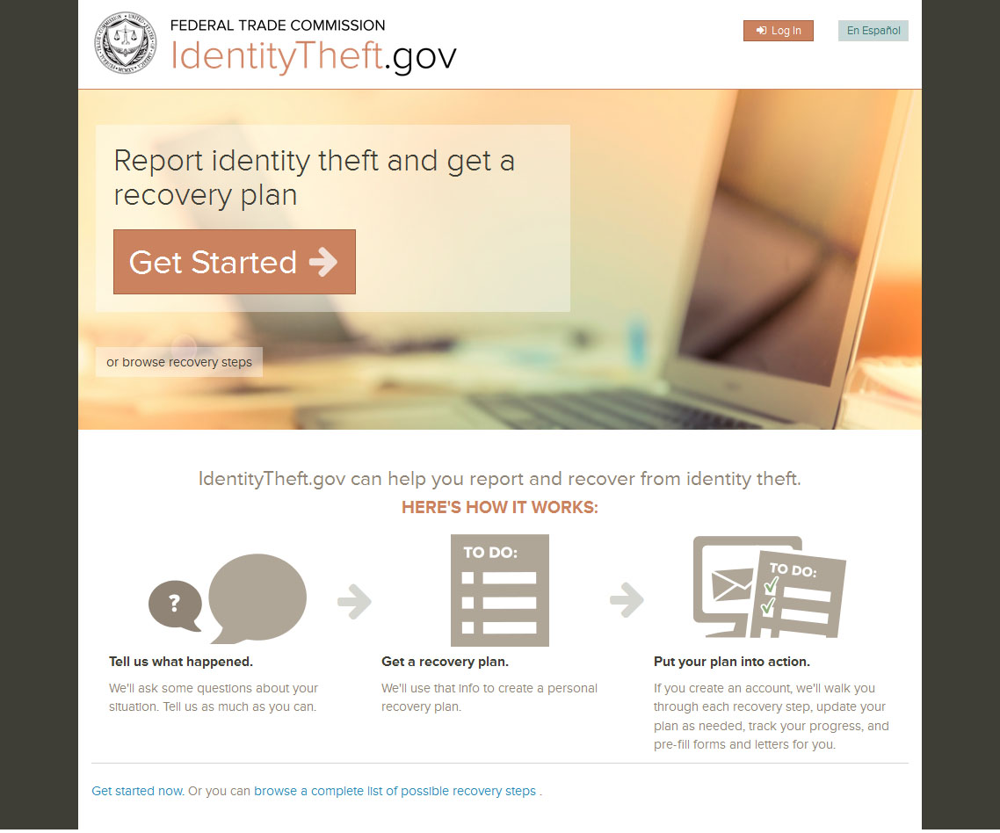 FEDERAL TRADE COMMISSION
IdentityTheft.gov
Log In
En Español
Report identity theft and get a
recovery plan
Get Started
or browse recovery steps
IdentityTheft.gov can help you report and recover from identity theft.
HERE'S HOW IT WORKS:
?
TO DO:
TO DO:
Tell us what happened.
We'll ask some questions about your
situation. Tell us as much as you can.
Get a recovery plan.
We'll use that info to create a personal
recovery plan.
Put your plan into action.
If you create an account, we'll walk you
through each recovery step, update your
plan as needed, track your progress, and
pre-fill forms and letters for you.
Get started now. Or you can browse a complete list of possible recovery steps .